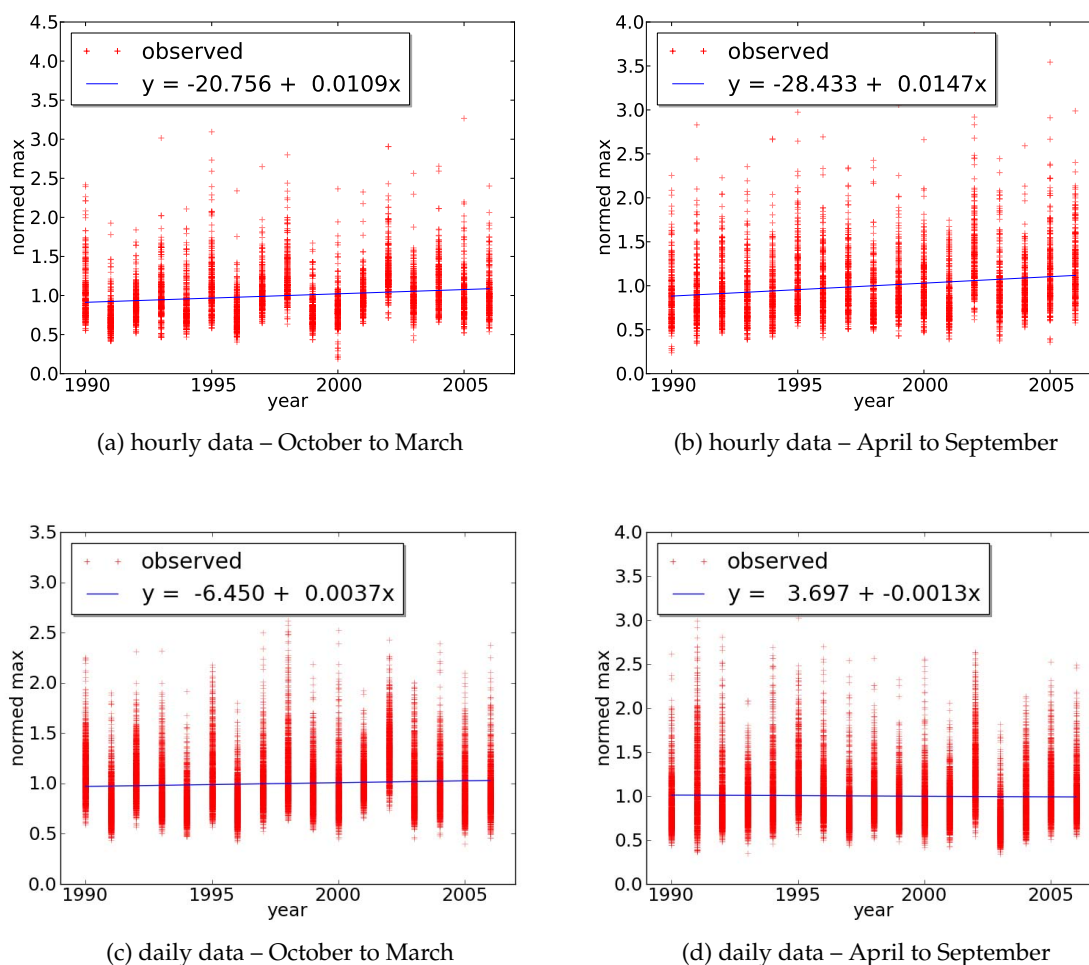 4.5
4.0
3.5
3.0
2.5
2.0
1.5
1.0
0.5
0.0
normed max
observed
y = -20.756 + 0.0109x
1990 1995 2000 2005
year
(a) hourly data – October to March
4.0
3.5
3.0
2.5
2.0
1.5
1.0
0.5
0.0
normed max
observed
y = -28.433 + 0.0147x
1990 1995 2000 2005
year
(b) hourly data – April to September
3.5
3.0
2.5
2.0
1.5
1.0
0.5
0.0
normed max
observed
y = -6.450 + 0.0037x
1990 1995 2000 2005
year
(c) daily data – October to March
4.0
3.5
3.0
2.5
2.0
1.5
1.0
0.5
0.0
normed max
observed
y = 3.697 + -0.0013x
1990 1995 2000 2005
year
(d) daily data – April to September